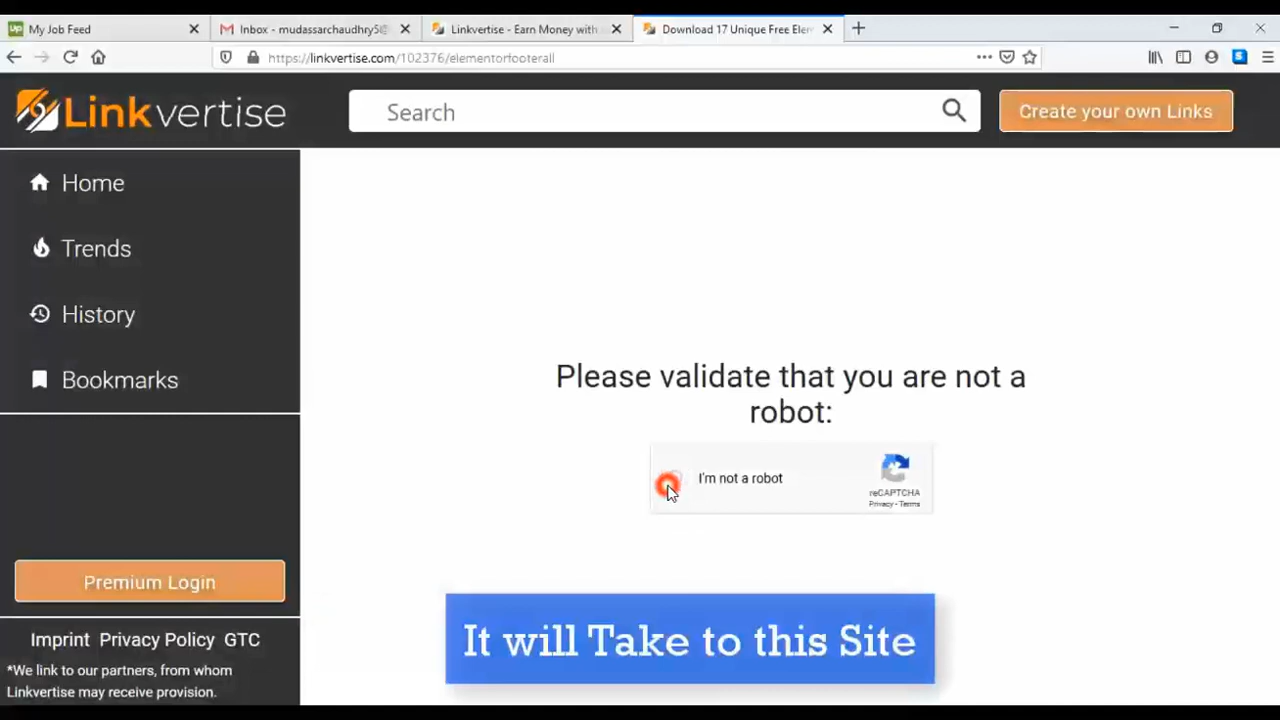 My Job Feed
Inbox - mudassarchaudhry5@
Linkvertise - Earn Money with
Download 17 Unique Free Elem
https://linkvertise.com/102376/elementorfooterall
Linkvertise
Search
Create your own Links
Home
Trends
History
Bookmarks
Please validate that you are not a
robot:
I'm not a robot
reCAPTCHA
Privacy - Terms
Premium Login
It will Take to this Site
Imprint Privacy Policy GTC
*We link to our partners, from whom
Linkvertise may receive provision.